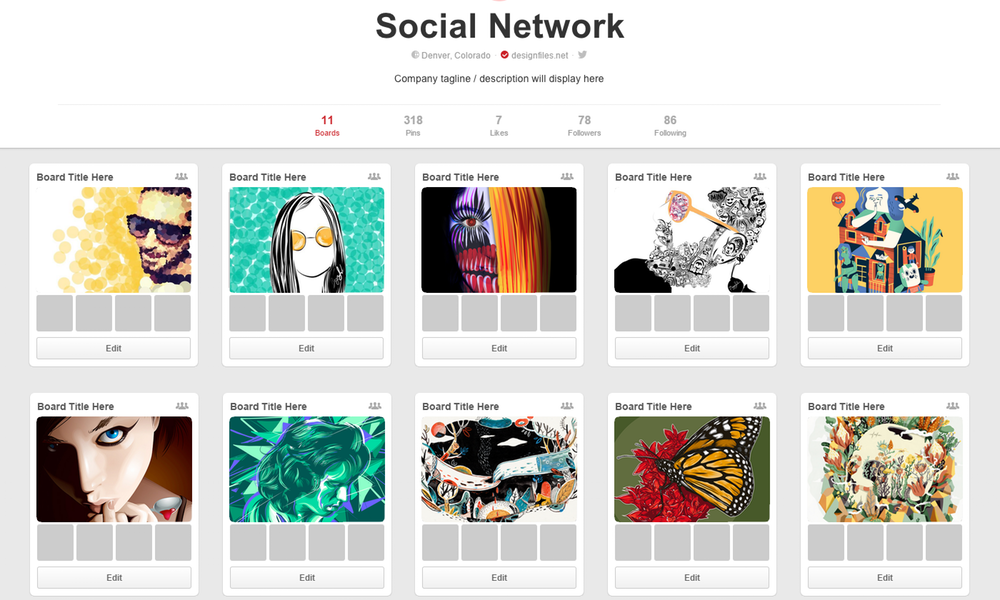 Social Network
Denver, Colorado · designfiles.net ·
Company tagline / description will display here
11 318 7 78 86
Boards Pins Likes Followers Following
Board Title Here Board Title Here Board Title Here Board Title Here Board Title Here
Edit Edit Edit Edit Edit
Board Title Here Board Title Here Board Title Here Board Title Here Board Title Here
Edit Edit Edit Edit Edit